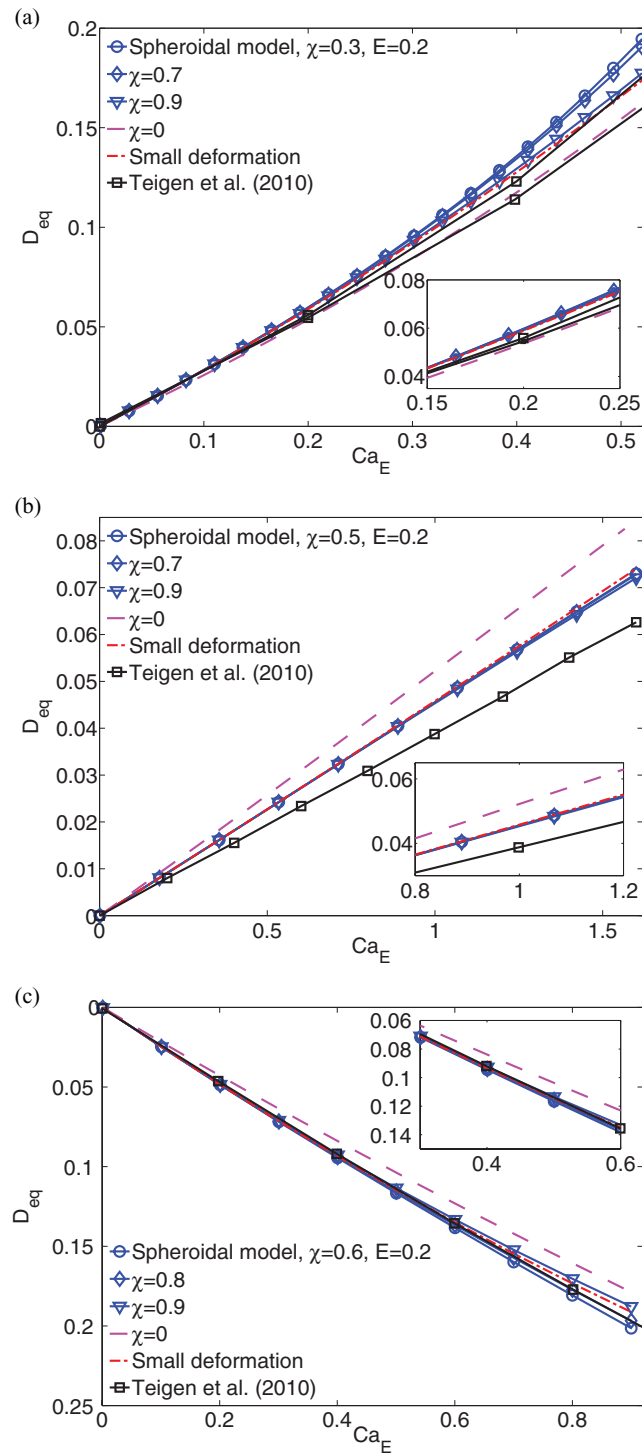 (a)
0.2
0.15
0.1
0.05
0
D_eq
Spheroidal model, χ=0.3, E=0.2
χ=0.7
χ=0.9
χ=0
Small deformation
Teigen et al. (2010)
0.08
0.06
0.04
0.15 0.2 0.25
0 0.1 0.2 0.3 0.4 0.5
Ca_E
(b)
0.08
0.07
0.06
0.05
0.04
0.03
0.02
0.01
0
D_eq
Spheroidal model, χ=0.5, E=0.2
χ=0.7
χ=0.9
χ=0
Small deformation
Teigen et al. (2010)
0.06
0.04
0.8 1 1.2
0 0.5 1 1.5
Ca_E
(c)
0
0.05
0.1
0.15
0.2
0.25
D_eq
0.06
0.08
0.1
0.12
0.14
0.4 0.6
Spheroidal model, χ=0.6, E=0.2
χ=0.8
χ=0.9
χ=0
Small deformation
Teigen et al. (2010)
0 0.2 0.4 0.6 0.8
Ca_E